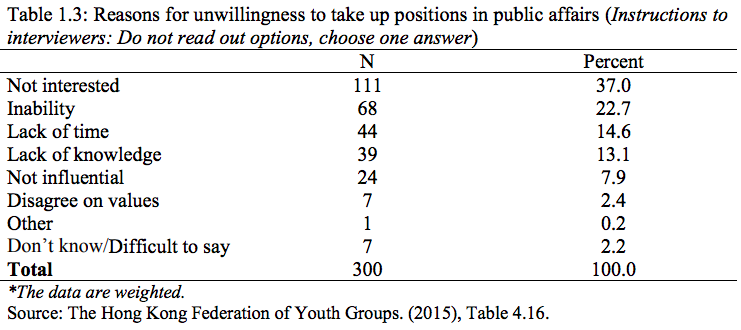 Table 1.3: Reasons for unwillingness to take up positions in public affairs (Instructions to
interviewers: Do not read out options, choose one answer)
N Percent
Not interested 111 37.0
Inability 68 22.7
Lack of time 44 14.6
Lack of knowledge 39 13.1
Not influential 24 7.9
Disagree on values 7 2.4
Other 1 0.2
Don’t know/Difficult to say 7 2.2
Total 300 100.0
*The data are weighted.
Source: The Hong Kong Federation of Youth Groups. (2015), Table 4.16.